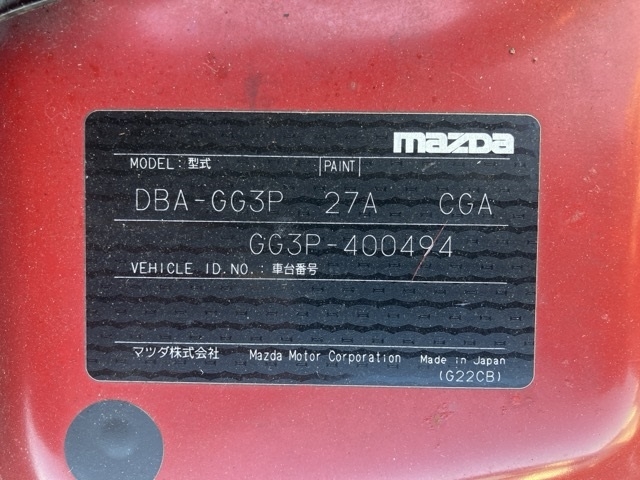 mazda
MODEL: 型式 PAINT
DBA-GG3P 27A CGA
GG3P-400494
VEHICLE ID.NO.: 車台番号
マツダ株式会社 Mazda Motor Corporation Made in Japan
(G22CB)